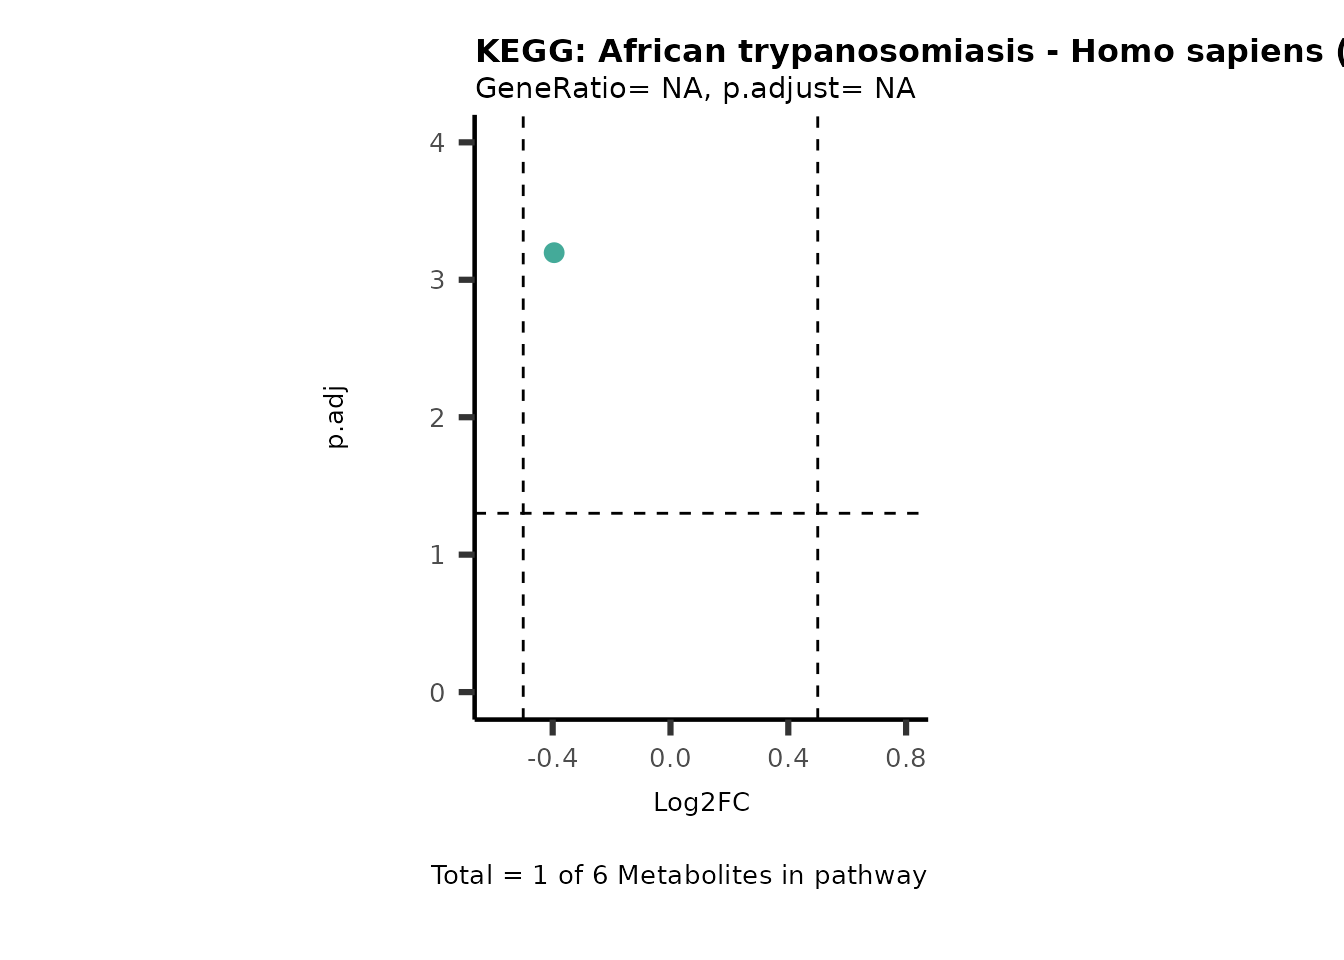 KEGG: African trypanosomiasis - Homo sapiens (
GeneRatio= NA, p.adjust= NA
4
3
2
1
0
p.adj
-0.4 0.0 0.4 0.8
Log2FC
Total = 1 of 6 Metabolites in pathway